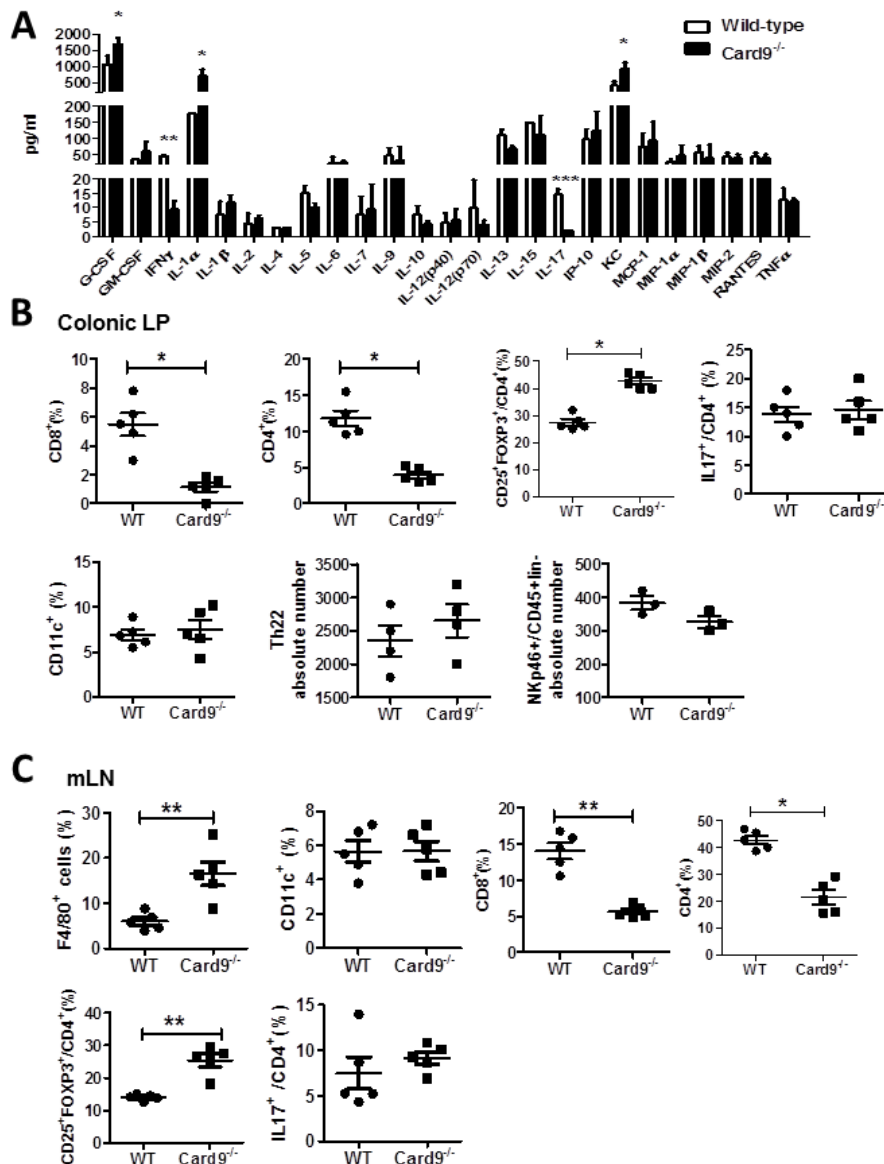 A
*
*
*
**
***
Wild-type
Card9-/-
pg/ml
2000
1500
1000
500
200
150
100
50
20
15
10
5
0
G-CSF
GM-CSF
IFNγ
IL-1α
IL-1β
IL-2
IL-4
IL-5
IL-6
IL-7
IL-9
IL-10
IL-12(p40)
IL-12(p70)
IL-13
IL-15
IL-17
IP-10
KC
MCP-1
MIP-1α
MIP-1β
MIP-2
RANTES
TNFα
B
Colonic LP
CD8+(%)
10
8
6
4
2
0
*
WT
Card9-/-
CD4+(%)
20
15
10
5
0
*
WT
Card9-/-
CD25+FOXP3+/CD4+(%)
50
40
30
20
10
0
*
WT
Card9-/-
IL17+/CD4+ (%)
25
20
15
10
5
0
WT
Card9-/-
CD11c+ (%)
15
10
5
0
WT
Card9-/-
Th22
absolute number
3500
3000
2500
2000
1500
WT
Card9-/-
NKp46+/CD45+lin-
absolute number
500
400
300
200
100
WT
Card9-/-
C
mLN
F4/80+ cells (%)
30
20
10
0
**
WT
Card9-/-
CD11c+ (%)
8
6
4
2
0
WT
Card9-/-
CD8+(%)
20
15
10
5
0
**
WT
Card9-/-
CD4+(%)
50
40
30
20
10
0
*
WT
Card9-/-
CD25+FOXP3+/CD4+(%)
40
30
20
10
0
**
WT
Card9-/-
IL17+ /CD4+(%)
15
10
5
0
WT
Card9-/-